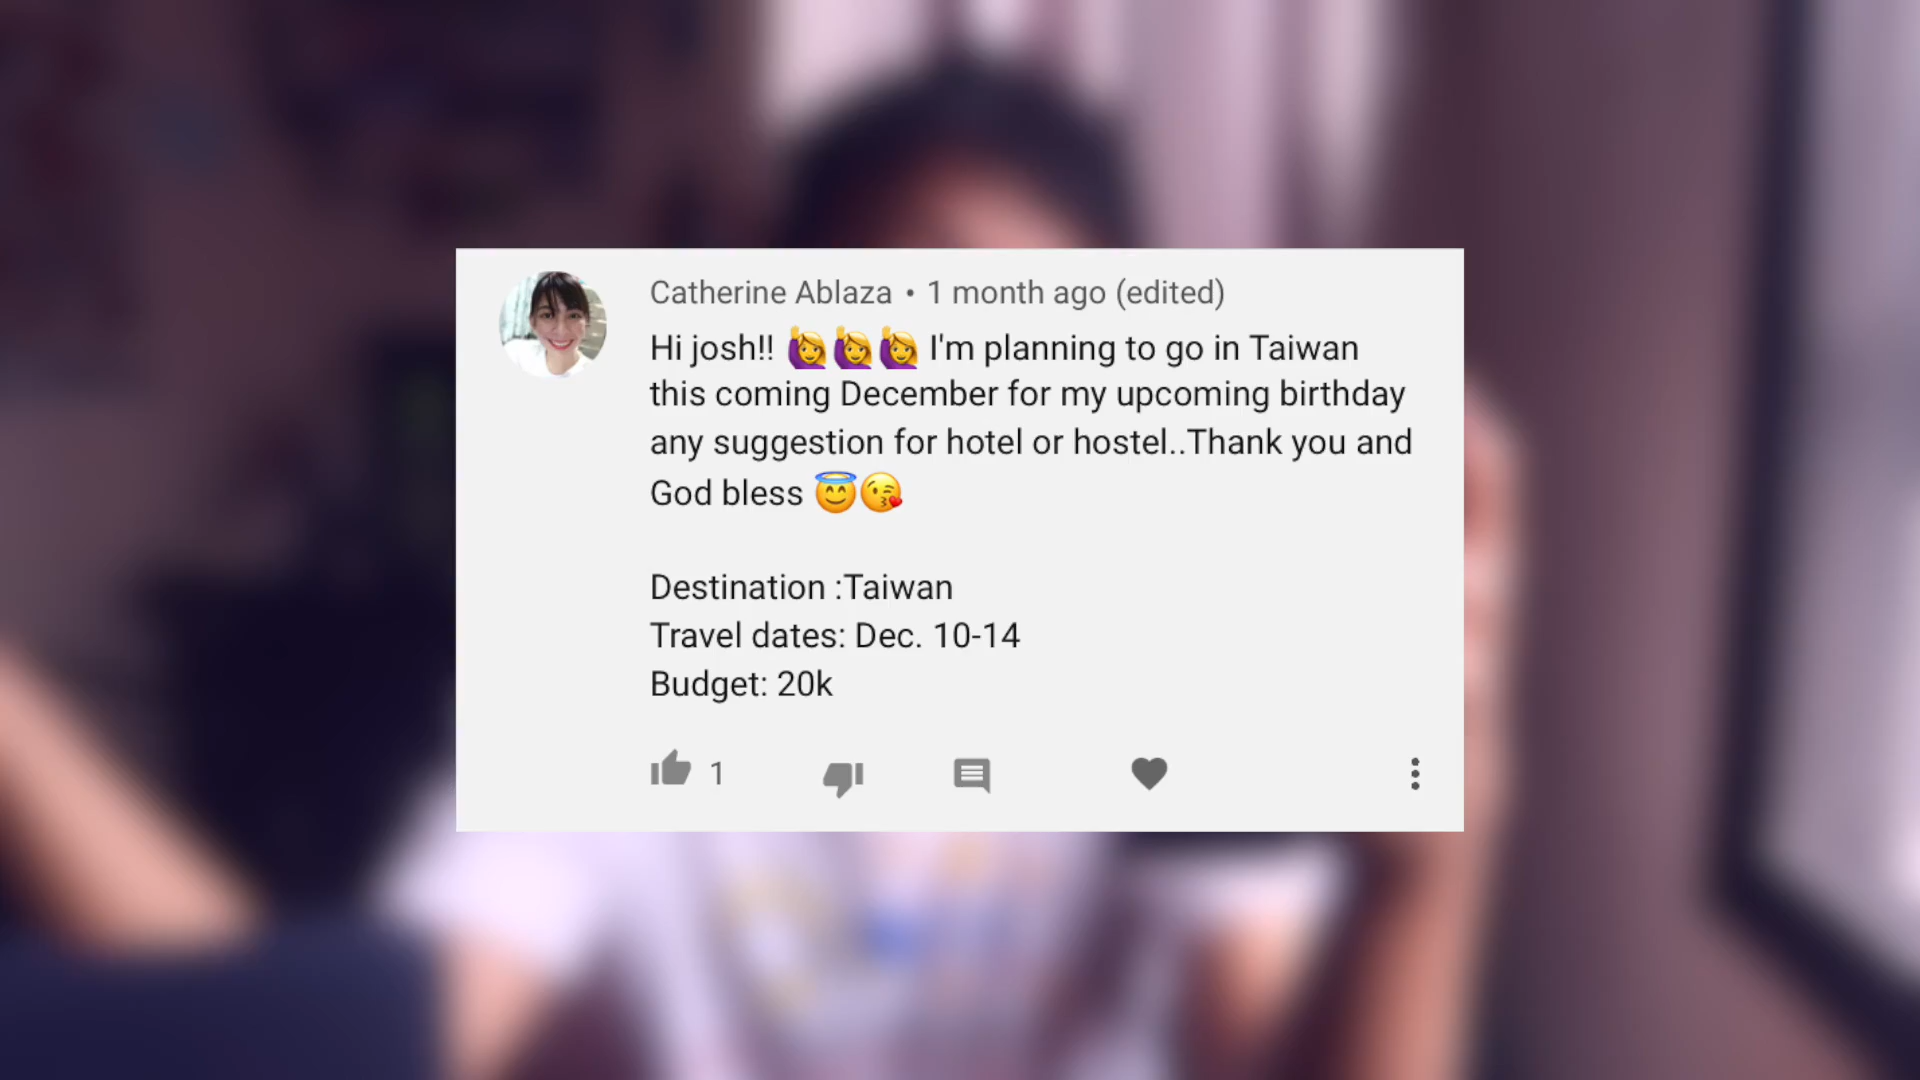 Catherine Ablaza • 1 month ago (edited)
Hi josh!! 🙋‍♀️🙋‍♀️🙋‍♀️ I'm planning to go in Taiwan
this coming December for my upcoming birthday
any suggestion for hotel or hostel..Thank you and
God bless 😇😘
Destination :Taiwan
Travel dates: Dec. 10-14
Budget: 20k
1